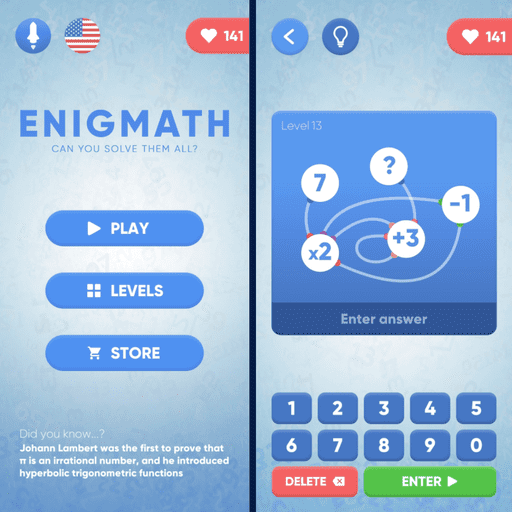 141
ENIGMATH
CAN YOU SOLVE THEM ALL?
PLAY
LEVELS
STORE
Did you know...?
Johann Lambert was the first to prove that
π is an irrational number, and he introduced
hyperbolic trigonometric functions
141
Level 13
7
?
-1
x2
+3
Enter answer
1 2 3 4 5
6 7 8 9 0
DELETE
ENTER